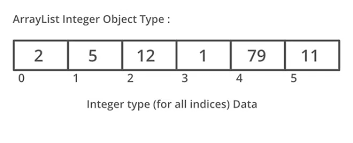 ArrayList Integer Object Type :
2 5 12 1 79 11
0 1 2 3 4 5
Integer type (for all indices) Data